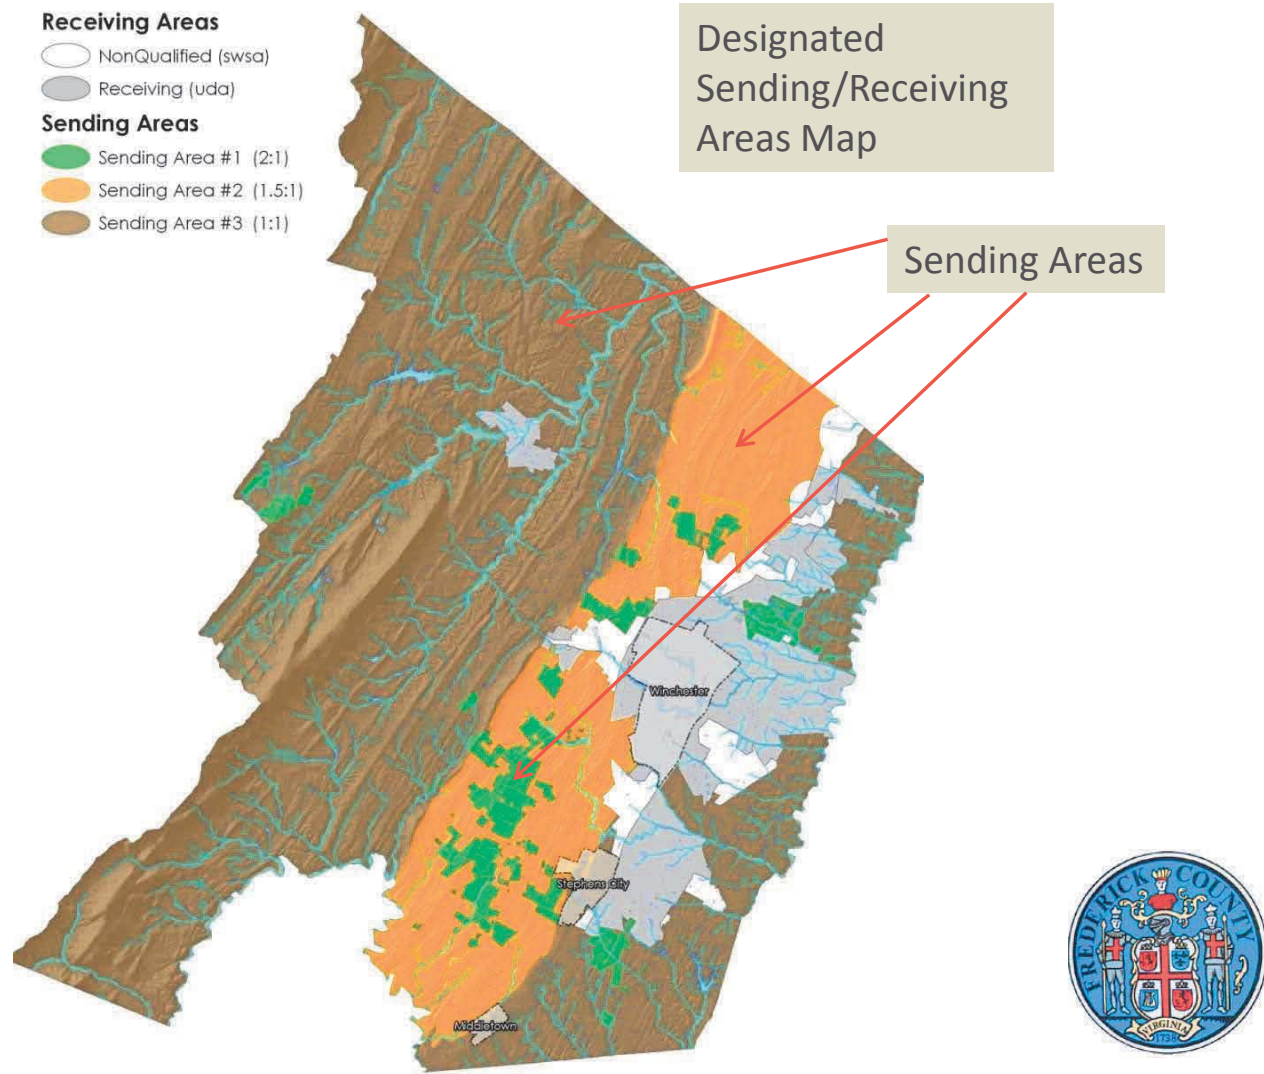 Receiving Areas
NonQualified (swsa)
Receiving (uda)
Sending Areas
Sending Area #1 (2:1)
Sending Area #2 (1.5:1)
Sending Area #3 (1:1)
Designated
Sending/Receiving
Areas Map
Sending Areas
Winchester
Stephens City
Middletown
FREDERICK COUNTY
VIRGINIA
1738